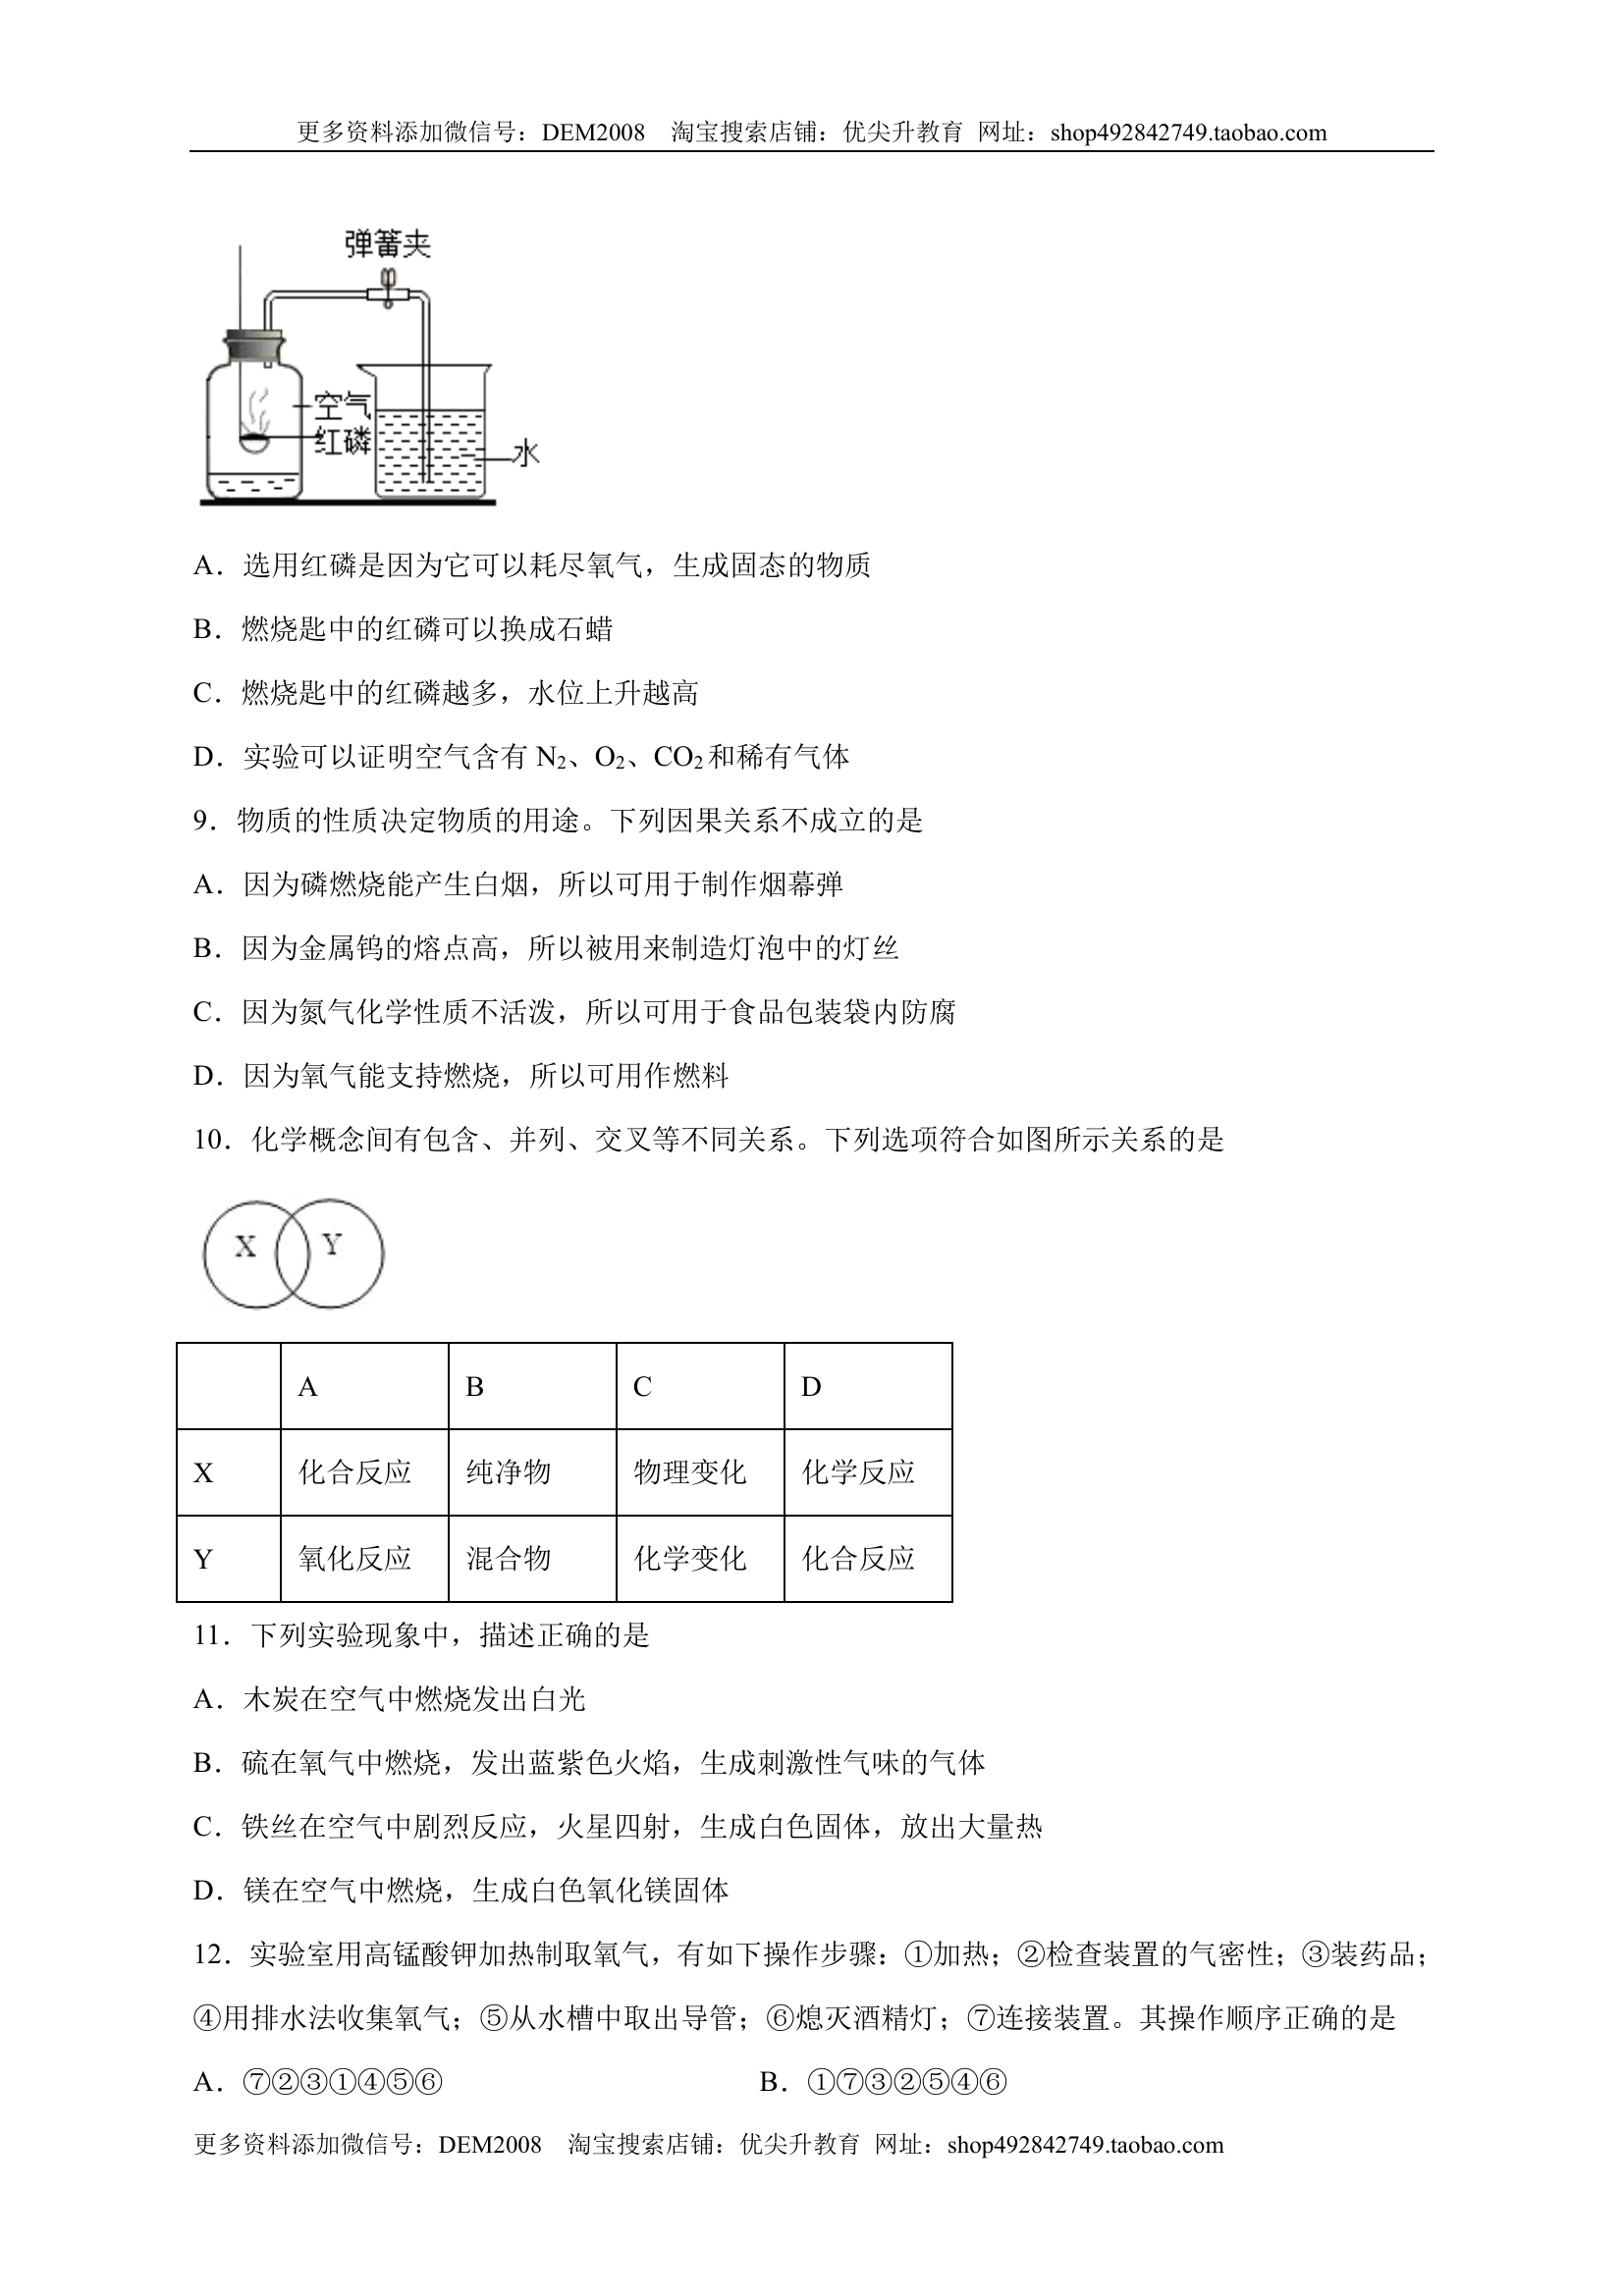 更多资料添加微信号：DEM2008 淘宝搜索店铺：优尖升教育 网址：shop492842749.taobao.com
弹簧夹
空气
红磷
水
A．选用红磷是因为它可以耗尽氧气，生成固态的物质
B．燃烧匙中的红磷可以换成石蜡
C．燃烧匙中的红磷越多，水位上升越高
D．实验可以证明空气含有 N₂、O₂、CO₂和稀有气体
9．物质的性质决定物质的用途。下列因果关系不成立的是
A．因为磷燃烧能产生白烟，所以可用于制作烟幕弹
B．因为金属钨的熔点高，所以被用来制造灯泡中的灯丝
C．因为氮气化学性质不活泼，所以可用于食品包装袋内防腐
D．因为氧气能支持燃烧，所以可用作燃料
10．化学概念间有包含、并列、交叉等不同关系。下列选项符合如图所示关系的是
X Y
A B C D
X 化合反应 纯净物 物理变化 化学反应
Y 氧化反应 混合物 化学变化 化合反应
11．下列实验现象中，描述正确的是
A．木炭在空气中燃烧发出白光
B．硫在氧气中燃烧，发出蓝紫色火焰，生成刺激性气味的气体
C．铁丝在空气中剧烈反应，火星四射，生成白色固体，放出大量热
D．镁在空气中燃烧，生成白色氧化镁固体
12．实验室用高锰酸钾加热制取氧气，有如下操作步骤：①加热；②检查装置的气密性；③装药品；
④用排水法收集氧气；⑤从水槽中取出导管；⑥熄灭酒精灯；⑦连接装置。其操作顺序正确的是
A．⑦②③①④⑤⑥ B．①⑦③②⑤④⑥
更多资料添加微信号：DEM2008 淘宝搜索店铺：优尖升教育 网址：shop492842749.taobao.com